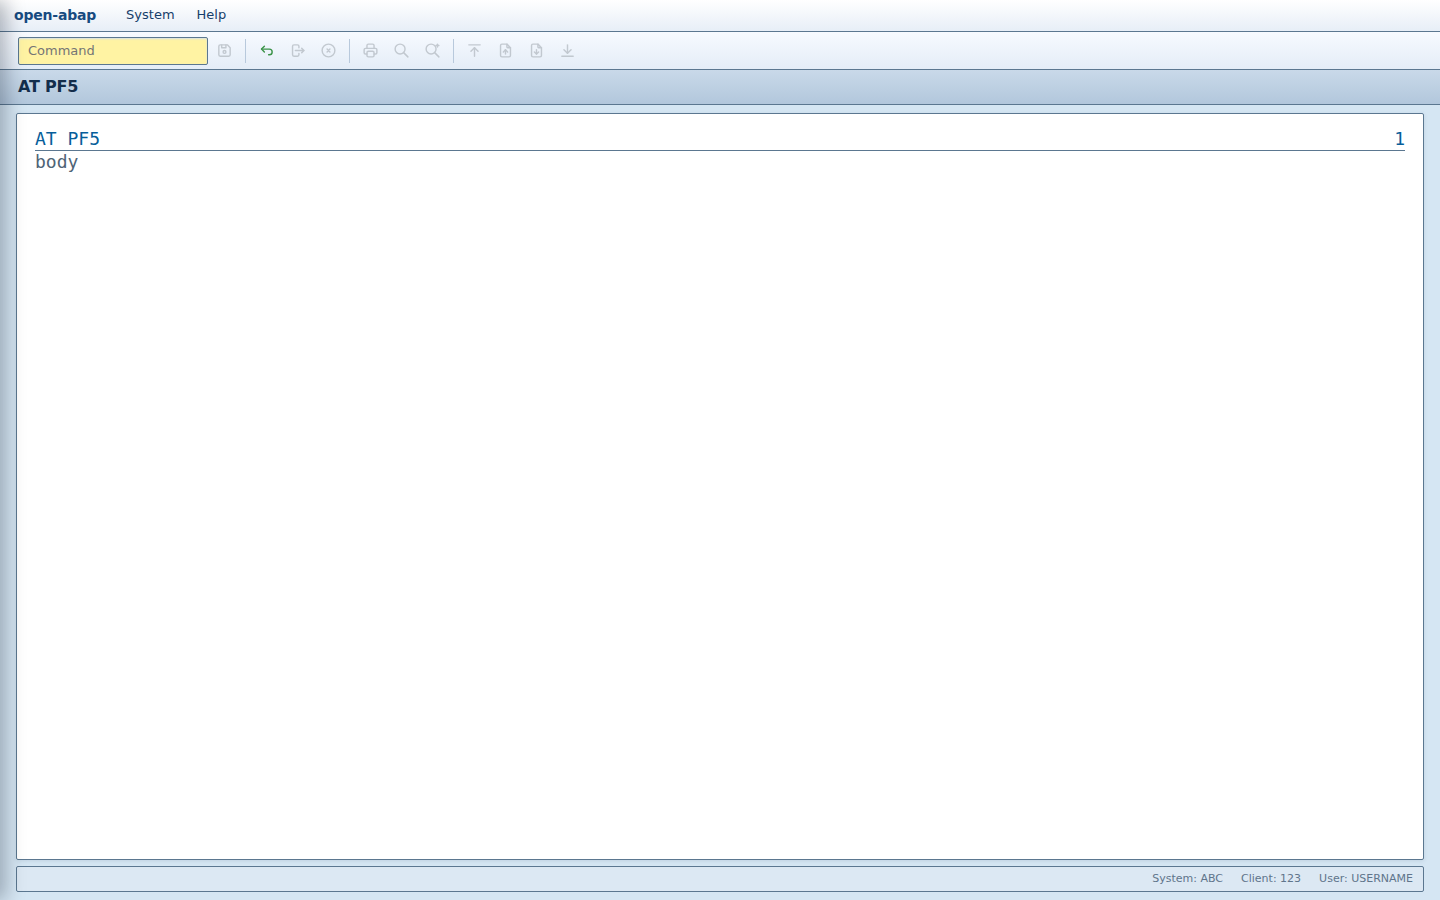 open-abap System Help
Command
AT PF5
AT PF5 1
body
System: ABC Client: 123 User: USERNAME